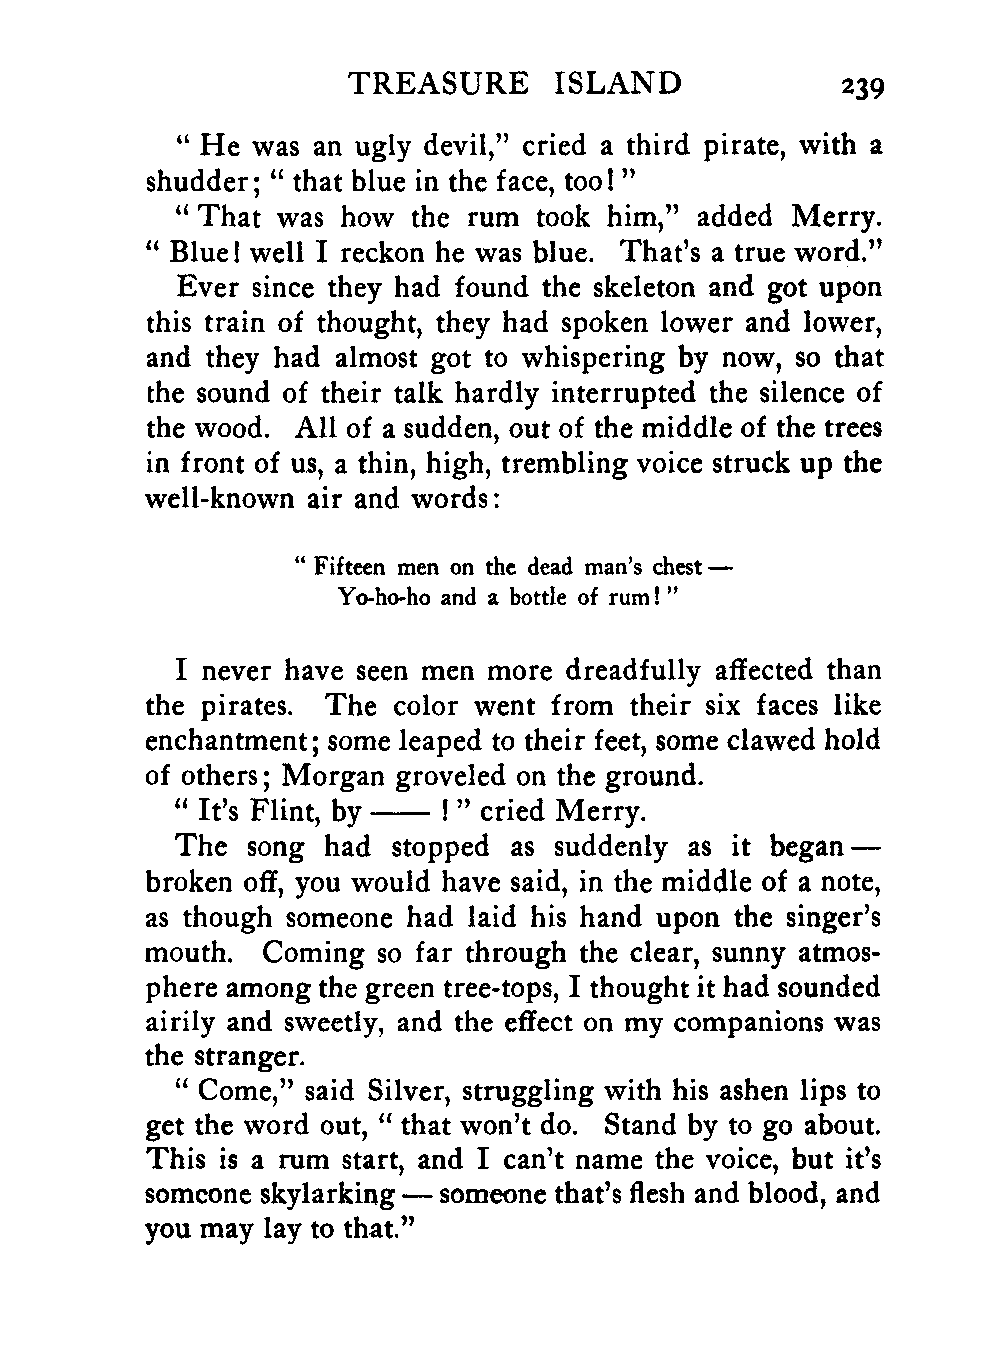 TREASURE ISLAND 239
“ He was an ugly devil,” cried a third pirate, with a
shudder; “ that blue in the face, too! ”
“ That was how the rum took him,” added Merry.
“ Blue! well I reckon he was blue. That’s a true word.”
Ever since they had found the skeleton and got upon
this train of thought, they had spoken lower and lower,
and they had almost got to whispering by now, so that
the sound of their talk hardly interrupted the silence of
the wood. All of a sudden, out of the middle of the trees
in front of us, a thin, high, trembling voice struck up the
well-known air and words:
“ Fifteen men on the dead man’s chest —
Yo-ho-ho and a bottle of rum! ”
I never have seen men more dreadfully affected than
the pirates. The color went from their six faces like
enchantment; some leaped to their feet, some clawed hold
of others; Morgan groveled on the ground.
“ It’s Flint, by —— ! ” cried Merry.
The song had stopped as suddenly as it began —
broken off, you would have said, in the middle of a note,
as though someone had laid his hand upon the singer’s
mouth. Coming so far through the clear, sunny atmos-
phere among the green tree-tops, I thought it had sounded
airily and sweetly, and the effect on my companions was
the stranger.
“ Come,” said Silver, struggling with his ashen lips to
get the word out, “ that won’t do. Stand by to go about.
This is a rum start, and I can’t name the voice, but it’s
someone skylarking — someone that’s flesh and blood, and
you may lay to that.”